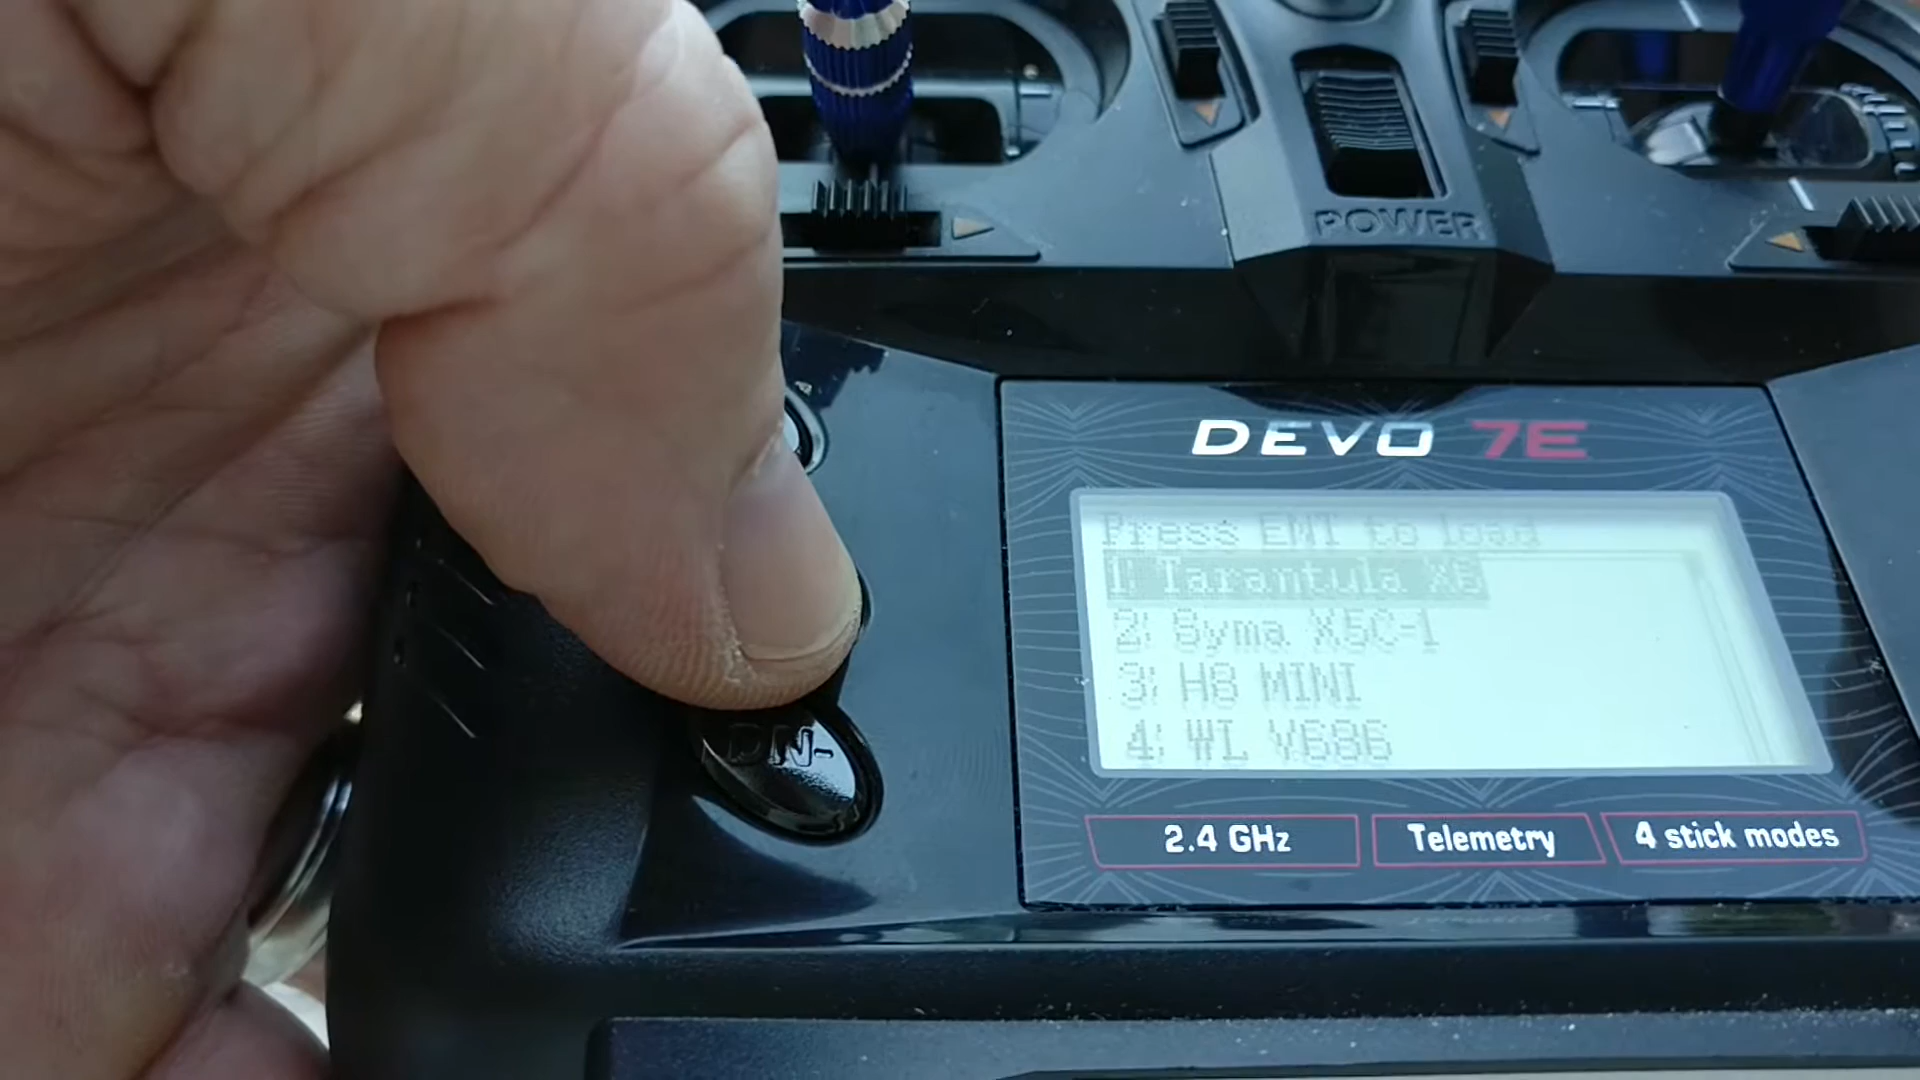 POWER
DEVO 7E
Press ENT to load
1: Tarantula X6
2: Syma X5C-1
3: H8 MINI
4: WL V686
DN-
2.4 GHz
Telemetry
4 stick modes